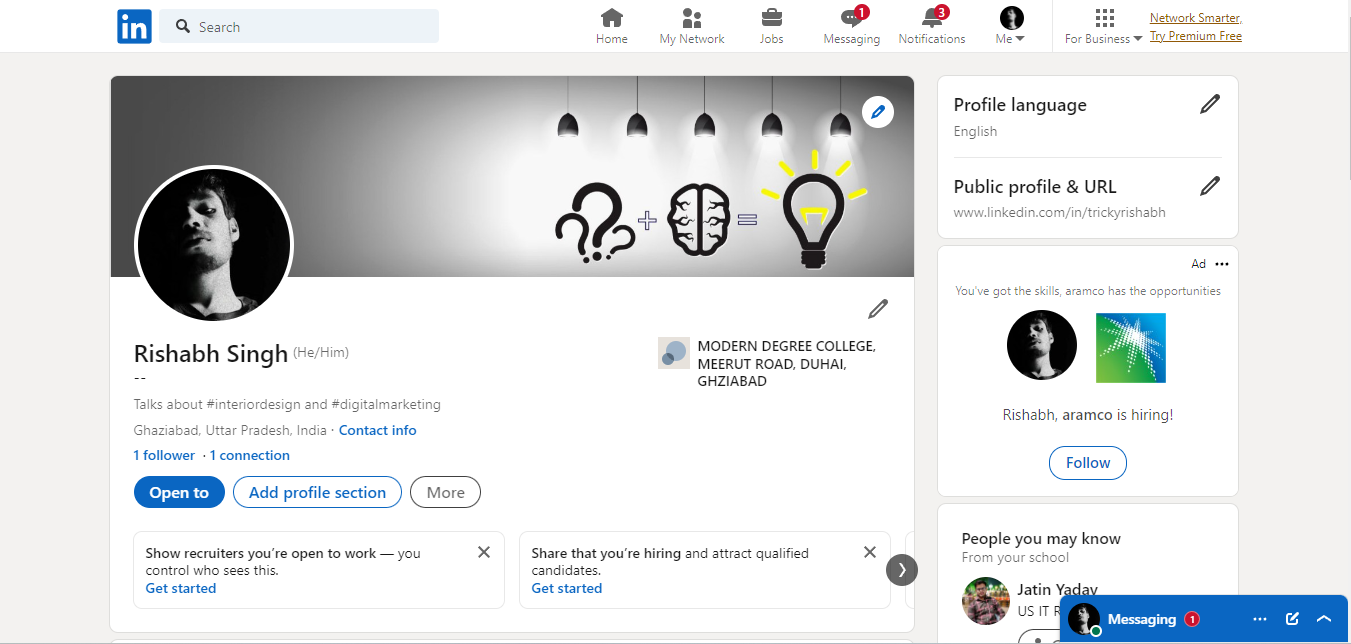 in
Search
Home
My Network
Jobs
1
Messaging
3
Notifications
Me
For Business
Network Smarter,
Try Premium Free
Rishabh Singh (He/Him)
--
Talks about #interiordesign and #digitalmarketing
Ghaziabad, Uttar Pradesh, India · Contact info
1 follower · 1 connection
Open to
Add profile section
More
MODERN DEGREE COLLEGE,
MEERUT ROAD, DUHAI,
GHZIABAD
Show recruiters you’re open to work — you
control who sees this.
Get started
Share that you’re hiring and attract qualified
candidates.
Get started
Profile language
English
Public profile & URL
www.linkedin.com/in/trickyrishabh
Ad
You've got the skills, aramco has the opportunities
Rishabh, aramco is hiring!
Follow
People you may know
From your school
Jatin Yadav
US IT
Messaging 1